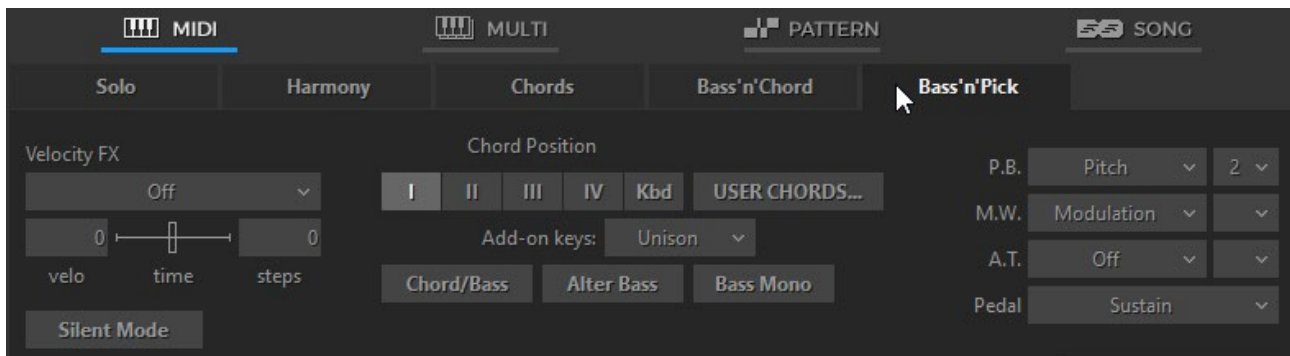 MIDI MULTI PATTERN SONG
Solo Harmony Chords Bass'n'Chord Bass'n'Pick
Velocity FX
Off
0 0
velo time steps
Silent Mode
Chord Position
I II III IV Kbd USER CHORDS...
Add-on keys: Unison
Chord/Bass Alter Bass Bass Mono
P.B. Pitch 2
M.W. Modulation
A.T. Off
Pedal Sustain